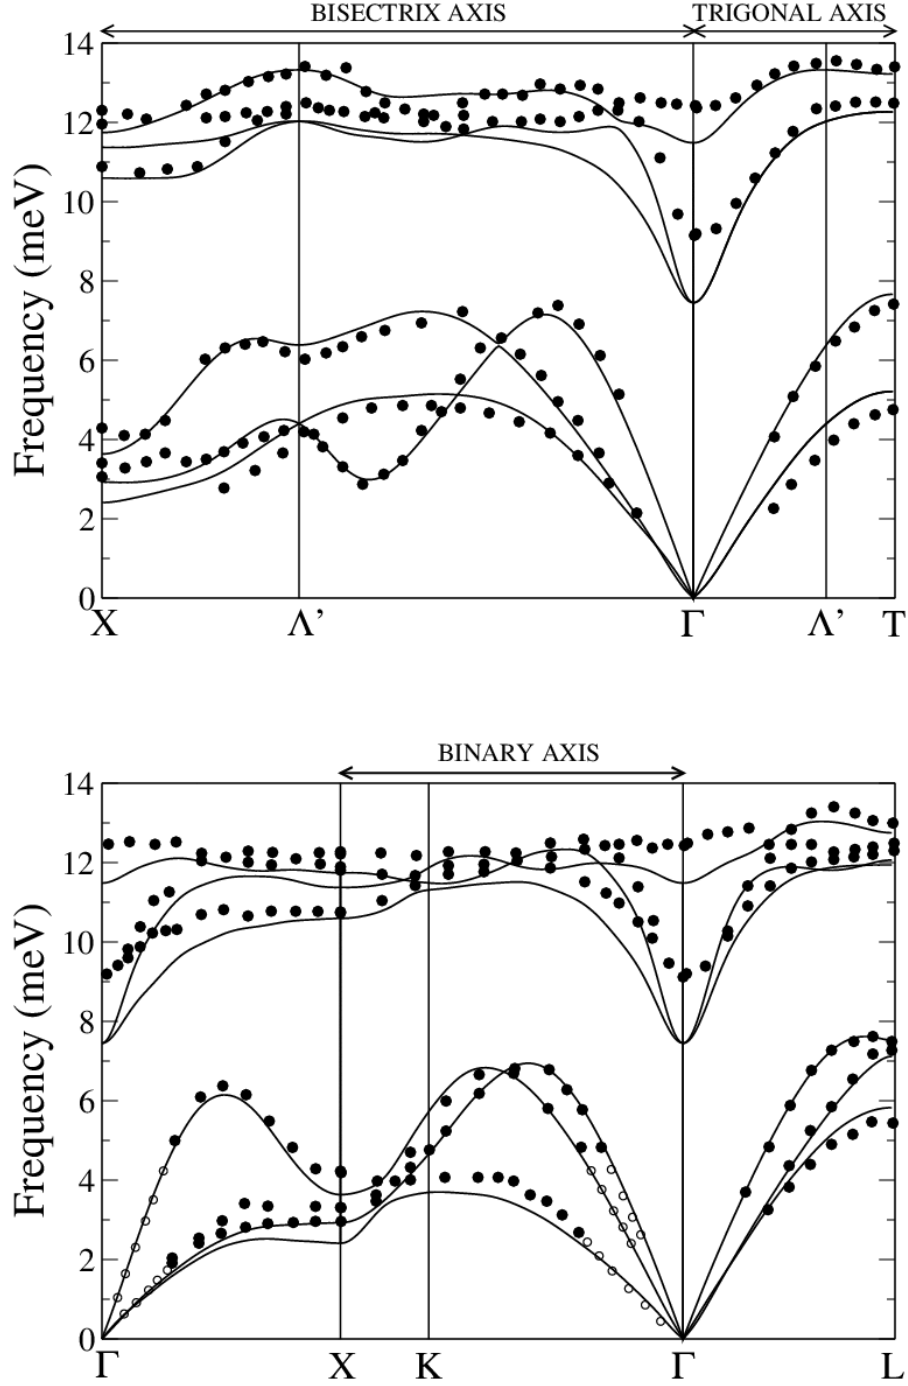 BISECTRIX AXIS TRIGONAL AXIS
14
12
10
8
6
4
2
0
Frequency (meV)
X Λ’ Γ Λ’ T
BINARY AXIS
14
12
10
8
6
4
2
0
Frequency (meV)
Γ X K Γ L